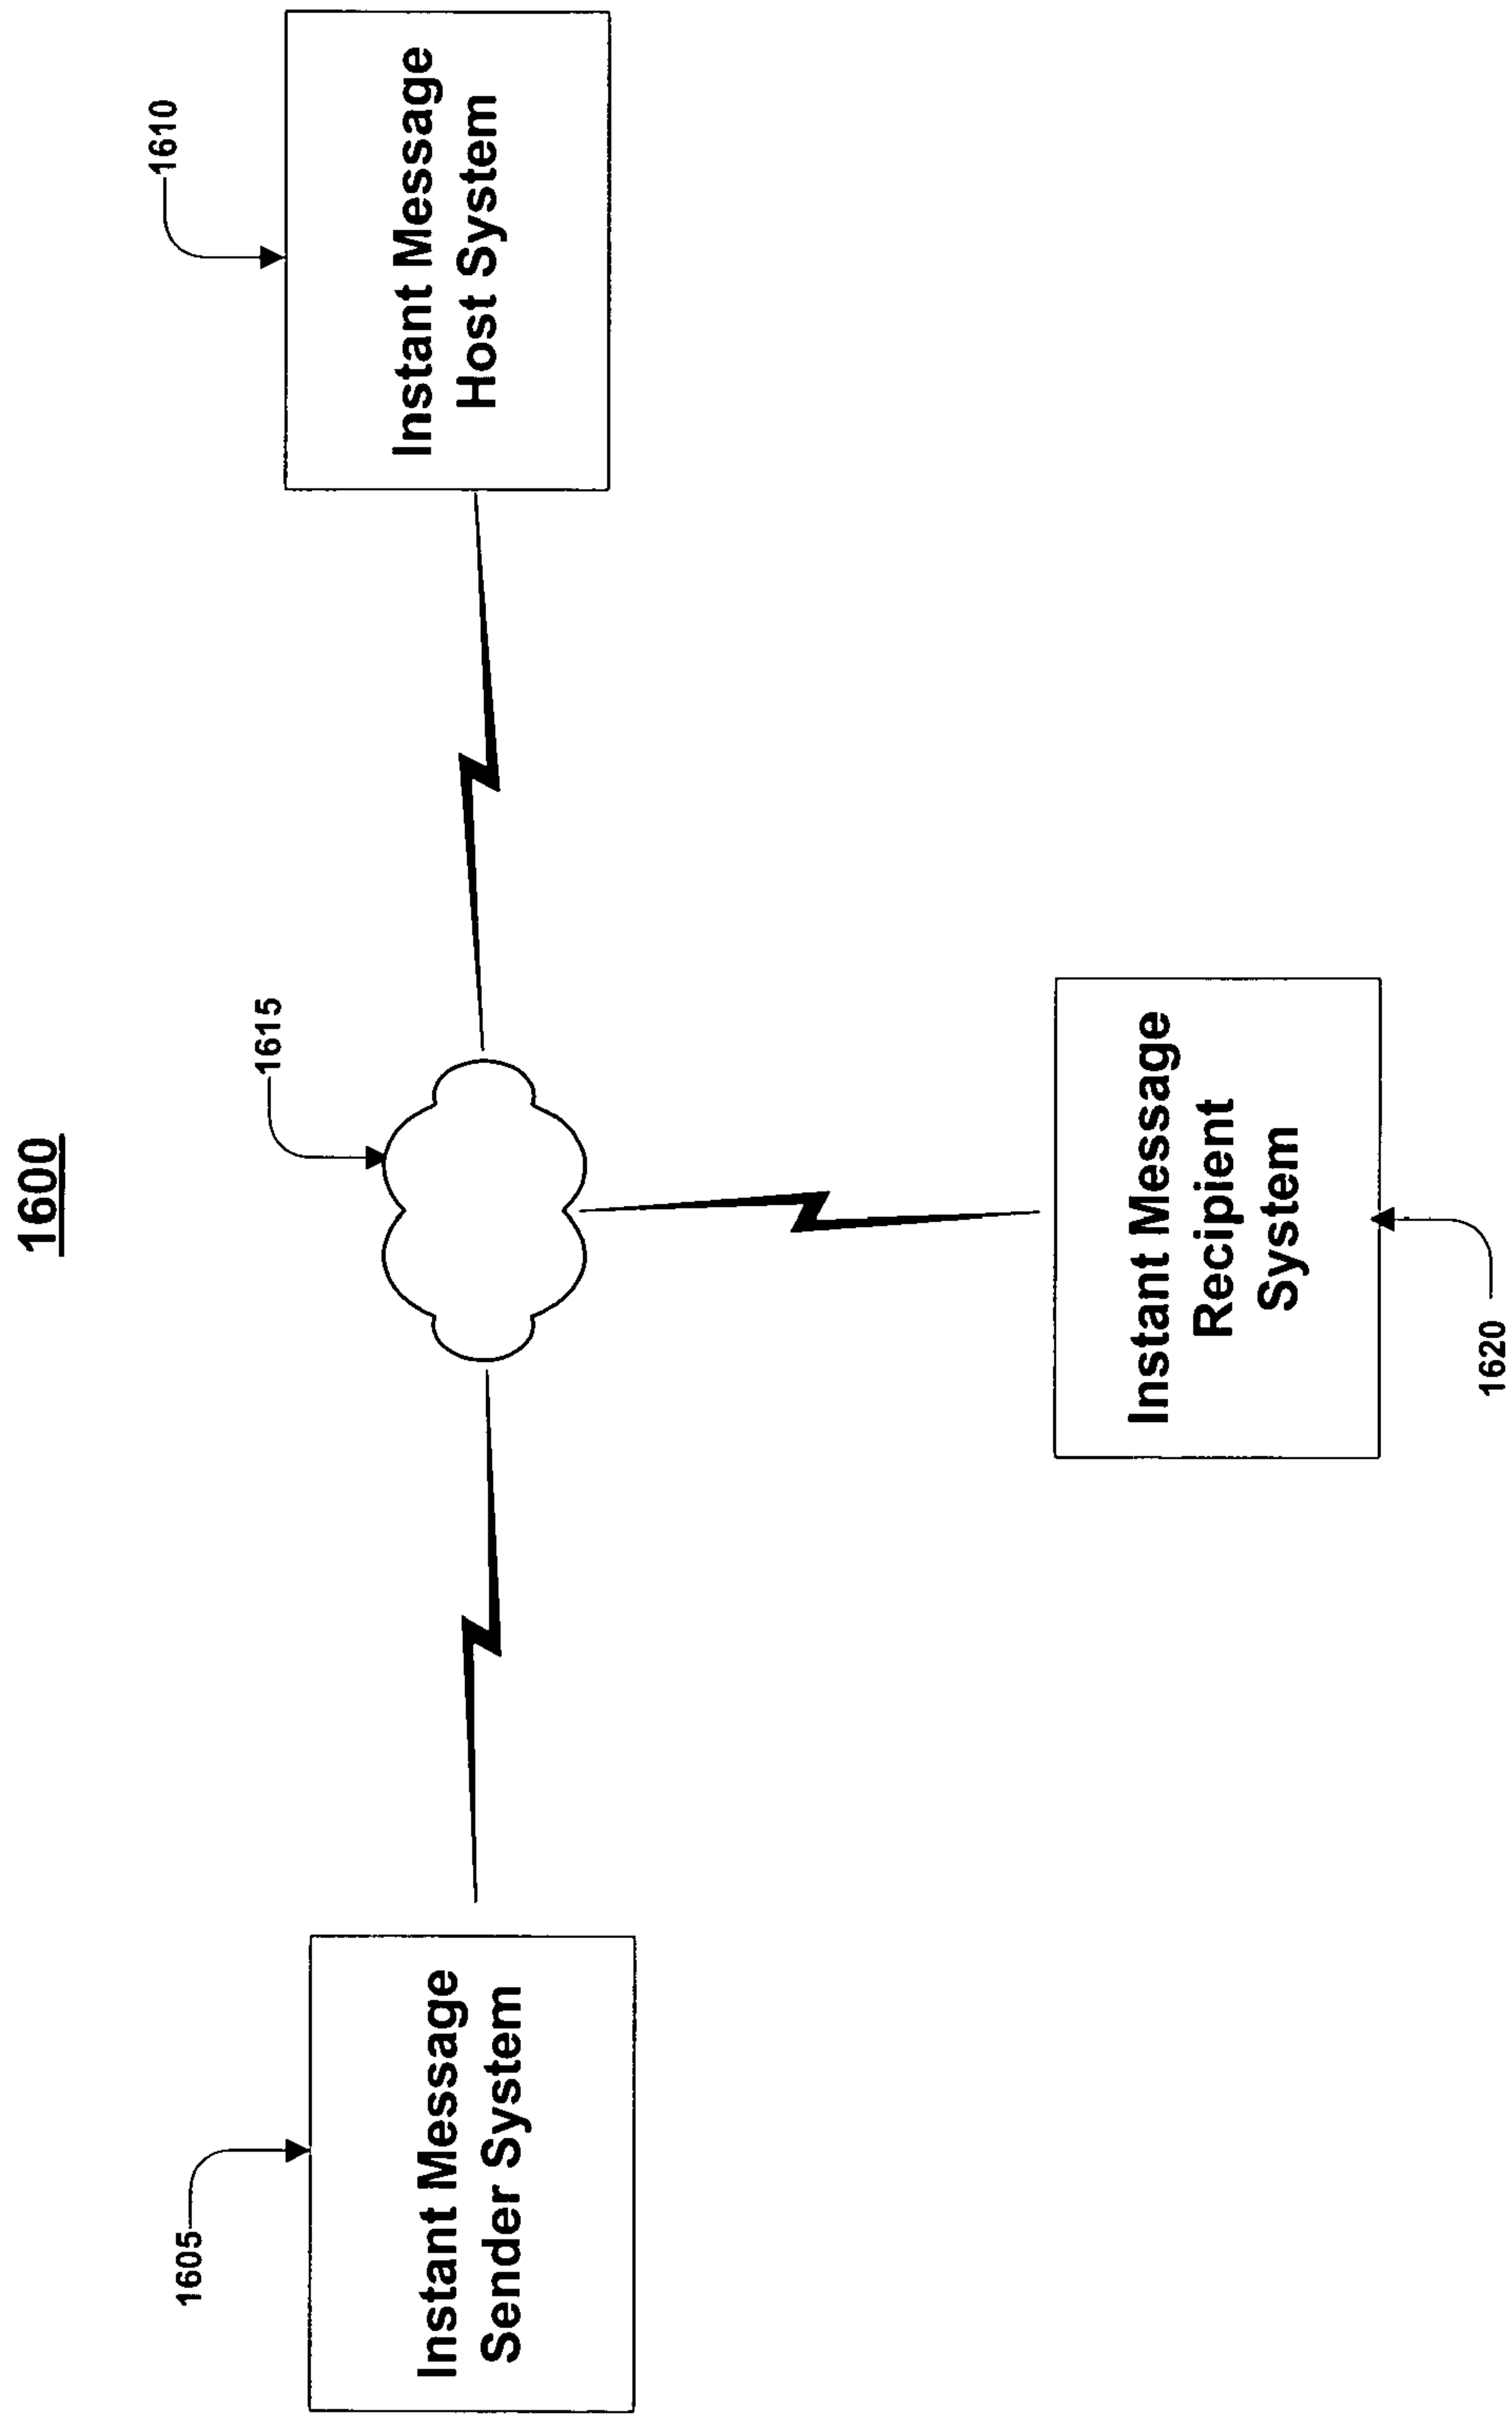 1600
1605
Instant Message
Sender System
1615
1610
Instant Message
Host System
Instant Message
Recipient
System
1620